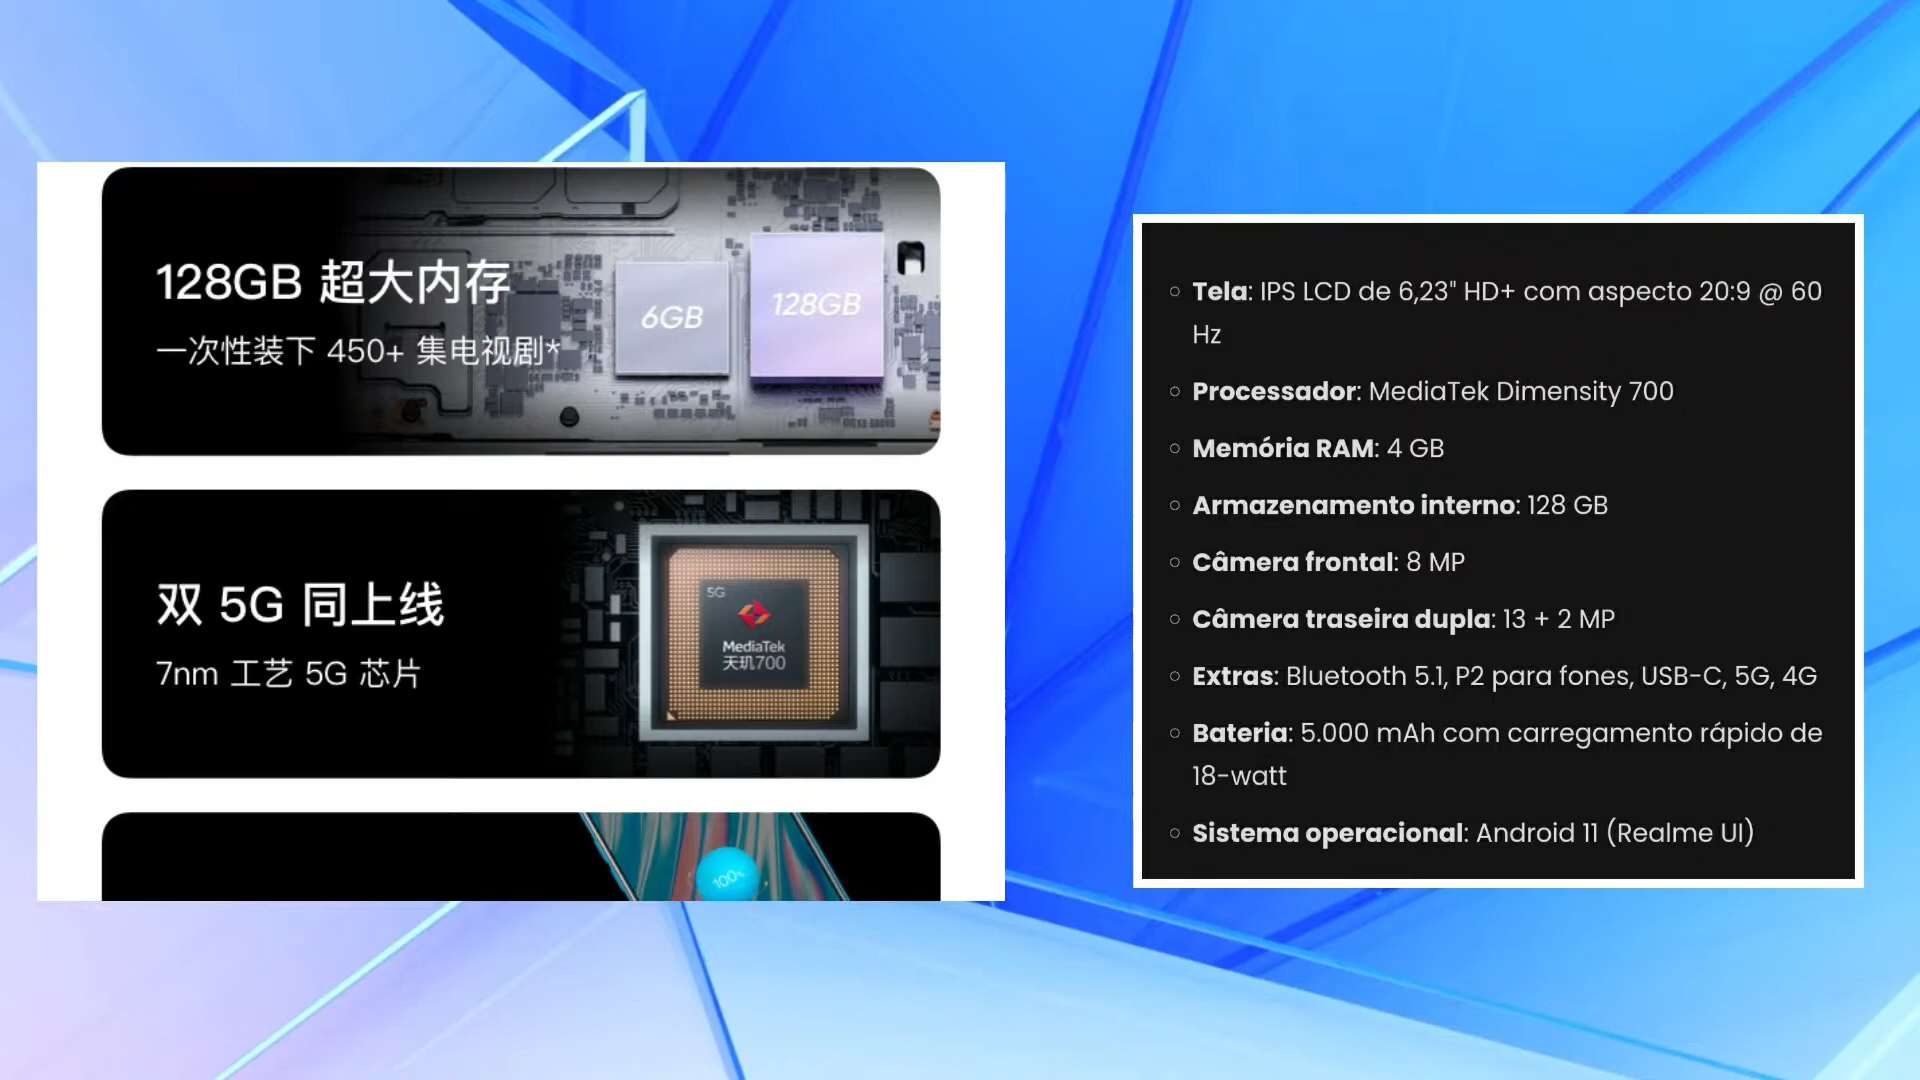 128GB 超大内存
一次性装下 450+ 集电视剧*
6GB
128GB
双 5G 同上线
7nm 工艺 5G 芯片
5G
MediaTek
天玑700
100%
Tela: IPS LCD de 6,23" HD+ com aspecto 20:9 @ 60
Hz
Processador: MediaTek Dimensity 700
Memória RAM: 4 GB
Armazenamento interno: 128 GB
Câmera frontal: 8 MP
Câmera traseira dupla: 13 + 2 MP
Extras: Bluetooth 5.1, P2 para fones, USB-C, 5G, 4G
Bateria: 5.000 mAh com carregamento rápido de
18-watt
Sistema operacional: Android 11 (Realme UI)